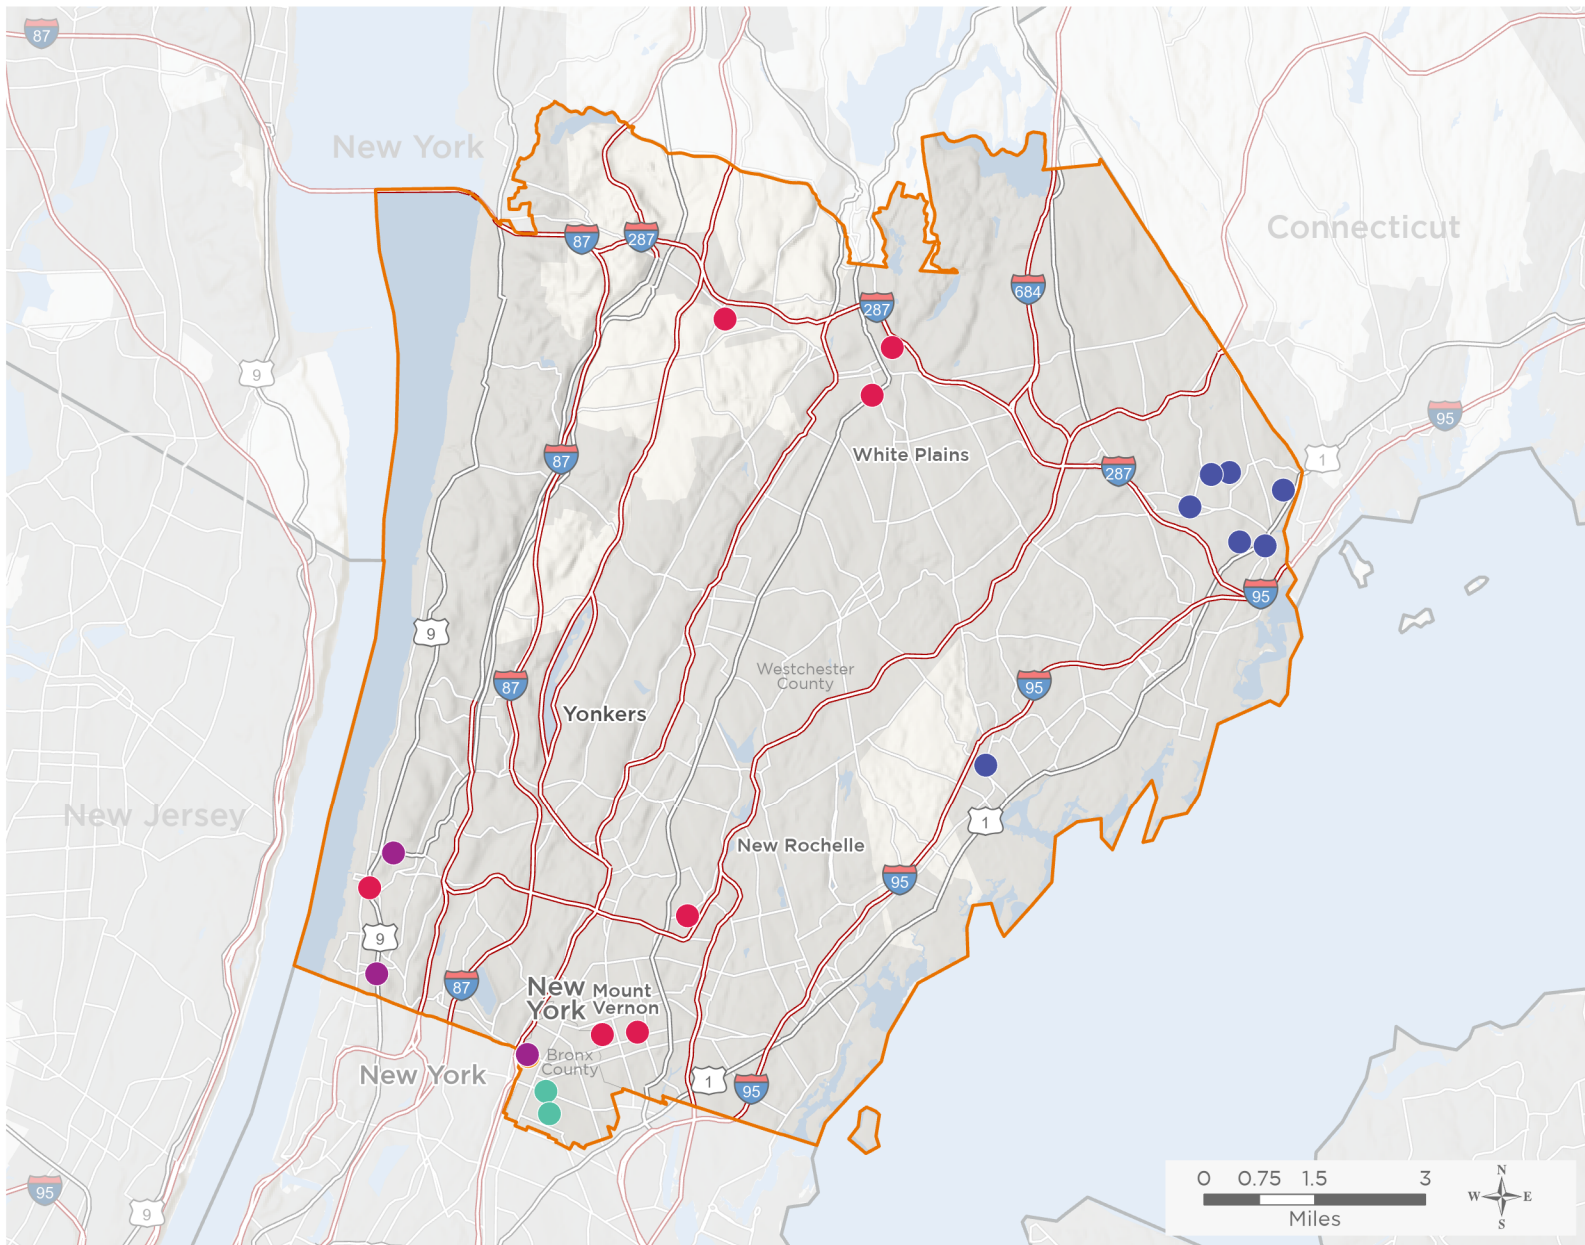 87
New York
Connecticut
87
287
684
287
9
95
1
87
White Plains
287
95
9
Westchester
County
87
95
Yonkers
New Jersey
1
New Rochelle
95
9
87
New
York
Mount
Vernon
Bronx
County
New York
1
95
95
9
0 0.75 1.5 3
Miles
N
W E
S